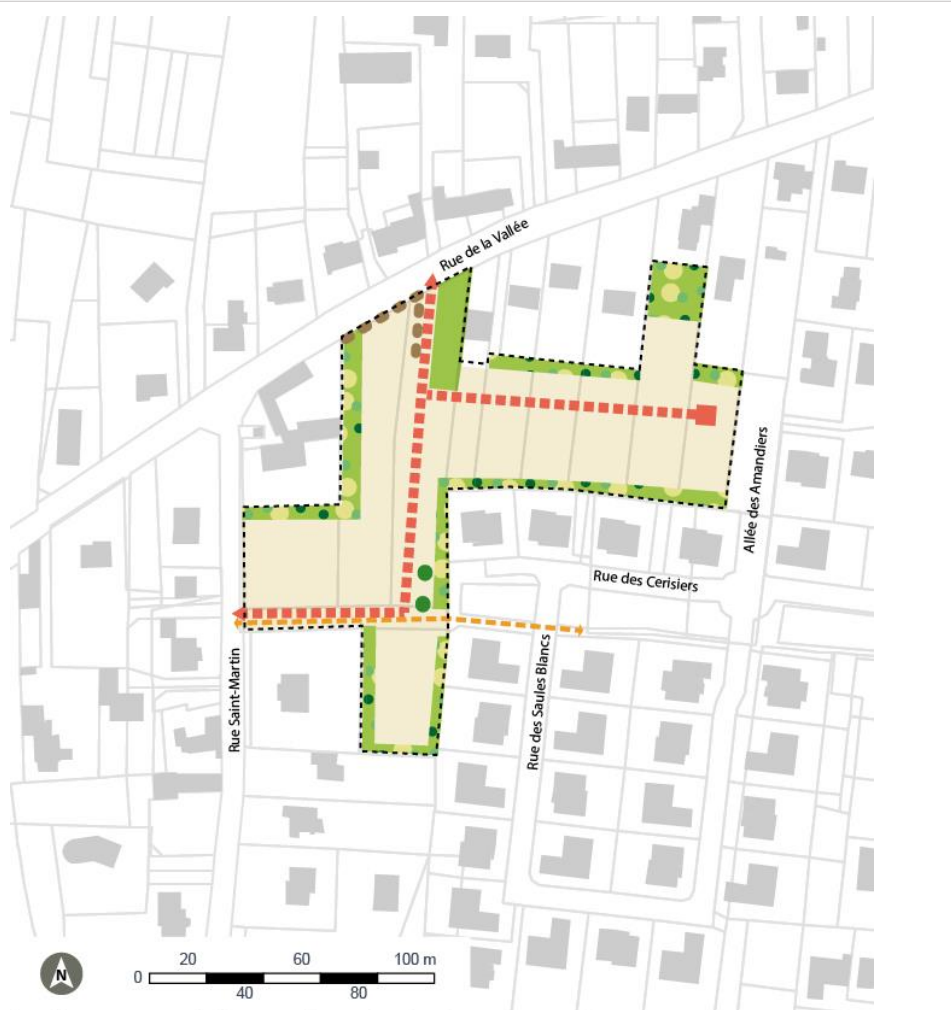 Rue de la Vallée
Allée des Amandiers
Rue des Cerisiers
Rue Saint-Martin
Rue des Saules Blancs
N
0
20
60
100 m
40
80